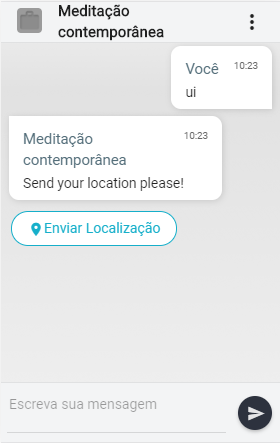 Meditação
contemporânea
Você 10:23
ui
Meditação 10:23
contemporânea
Send your location please!
Enviar Localização
Escreva sua mensagem